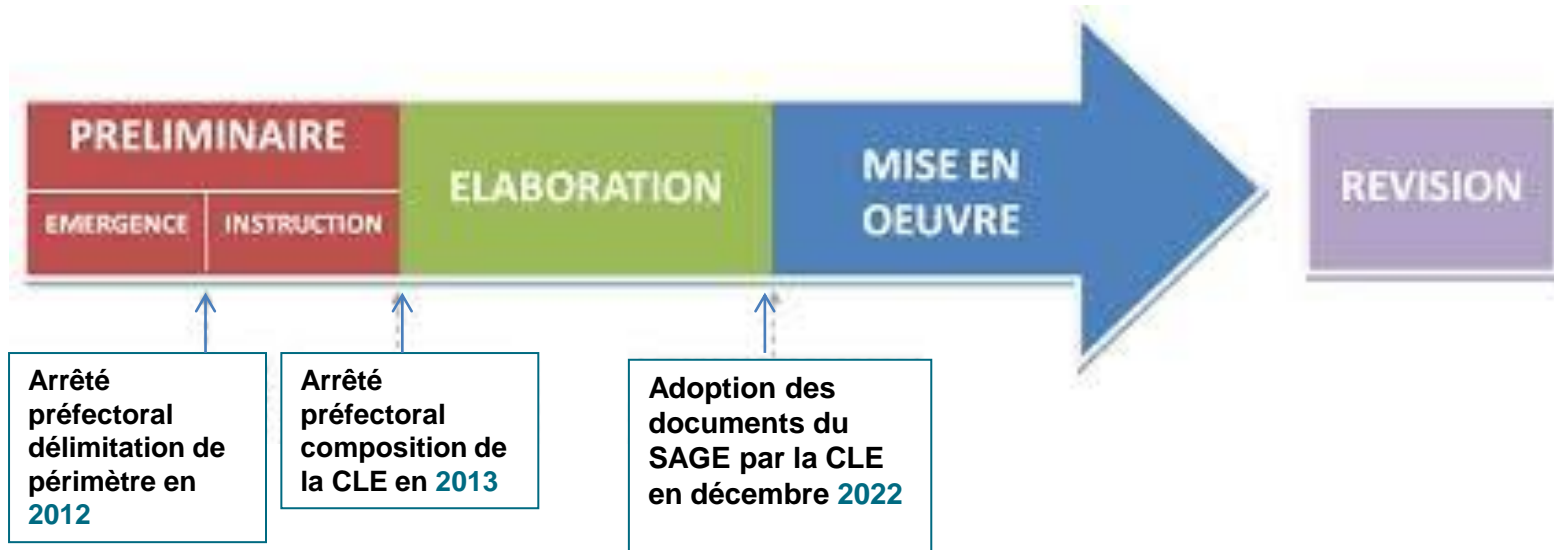 PRELIMINAIRE
EMERGENCE
INSTRUCTION
ELABORATION
MISE EN
OEUVRE
REVISION
Arrêté
préfectoral
délimitation de
périmètre en
2012
Arrêté
préfectoral
composition de
la CLE en 2013
Adoption des
documents du
SAGE par la CLE
en décembre 2022